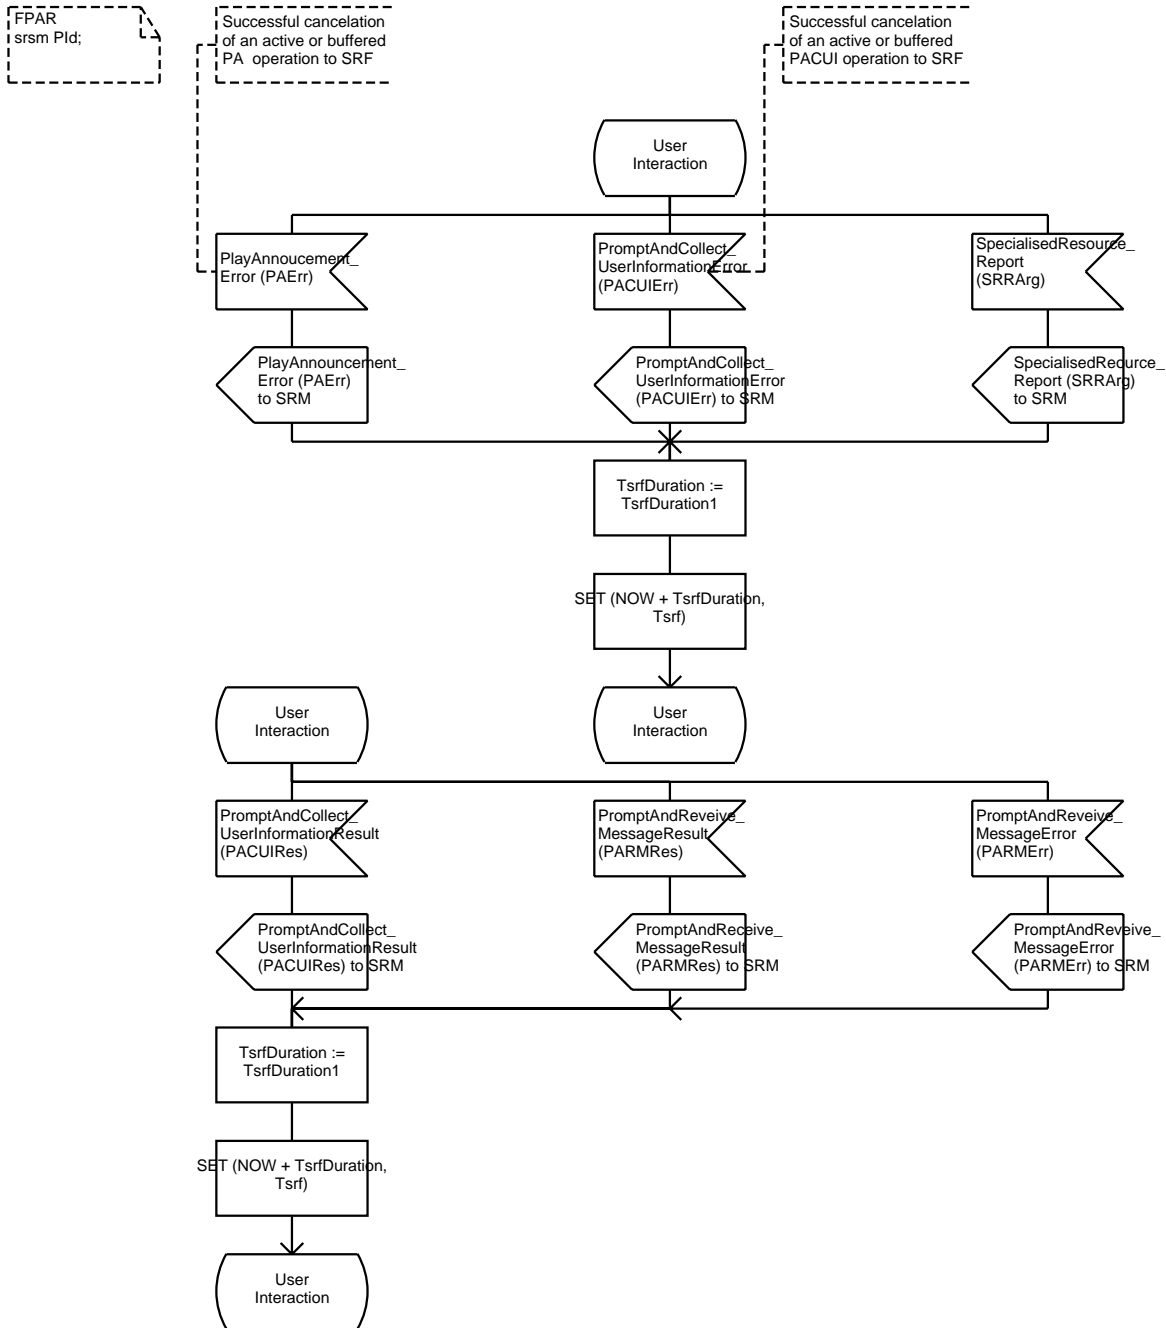 FPAR
srsm PId;
Successful cancelation
of an active or buffered
PA  operation to SRF
Successful cancelation
of an active or buffered
PACUI operation to SRF
User
Interaction
PlayAnnoucement_
Error (PAErr)
PromptAndCollect_
UserInformationError
(PACUIErr)
SpecialisedResource_
Report
(SRRArg)
PlayAnnouncement_
Error (PAErr)
to SRM
PromptAndCollect_
UserInformationError
(PACUIErr) to SRM
SpecialisedReource_
Report (SRRArg)
to SRM
TsrfDuration :=
TsrfDuration1
SET (NOW + TsrfDuration,
Tsrf)
User
Interaction
User
Interaction
PromptAndCollect_
UserInformationResult
(PACUIRes)
PromptAndReveive_
MessageResult
(PARMRes)
PromptAndReveive_
MessageError
(PARMErr)
PromptAndCollect_
UserInformationResult
(PACUIRes) to SRM
PromptAndReceive_
MessageResult
(PARMRes) to SRM
PromptAndReveive_
MessageError
(PARMErr) to SRM
TsrfDuration :=
TsrfDuration1
SET (NOW + TsrfDuration,
Tsrf)
User
Interaction